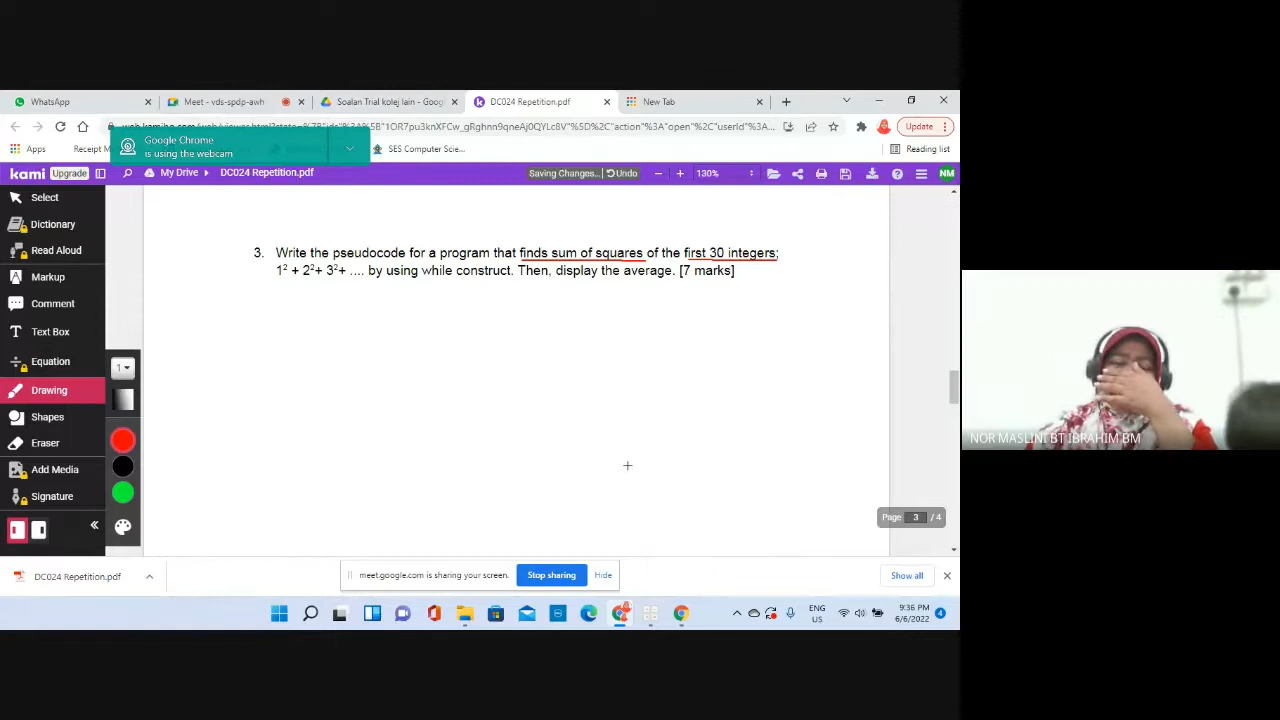 WhatsApp
Meet - vds-spdp-awh
Soalan Trial kolej lain - Goog
DC024 Repetition.pdf
New Tab
Update
Apps
Receipt M
Google Chrome
is using the webcam
SES Computer Scie...
Reading list
kami
Upgrade
My Drive
DC024 Repetition.pdf
Saving Changes...
Undo
130%
NM
Select
Dictionary
Read Aloud
Markup
Comment
Text Box
Equation
Drawing
Shapes
Eraser
Add Media
Signature
1
3. Write the pseudocode for a program that finds sum of squares of the first 30 integers;
1² + 2²+ 3²+ .... by using while construct. Then, display the average. [7 marks]
Page 3 / 4
NOR MASLINI BT IBRAHIM BM
DC024 Repetition.pdf
meet.google.com is sharing your screen.
Stop sharing
Hide
Show all
ENG
US
9:36 PM
6/6/2022
4